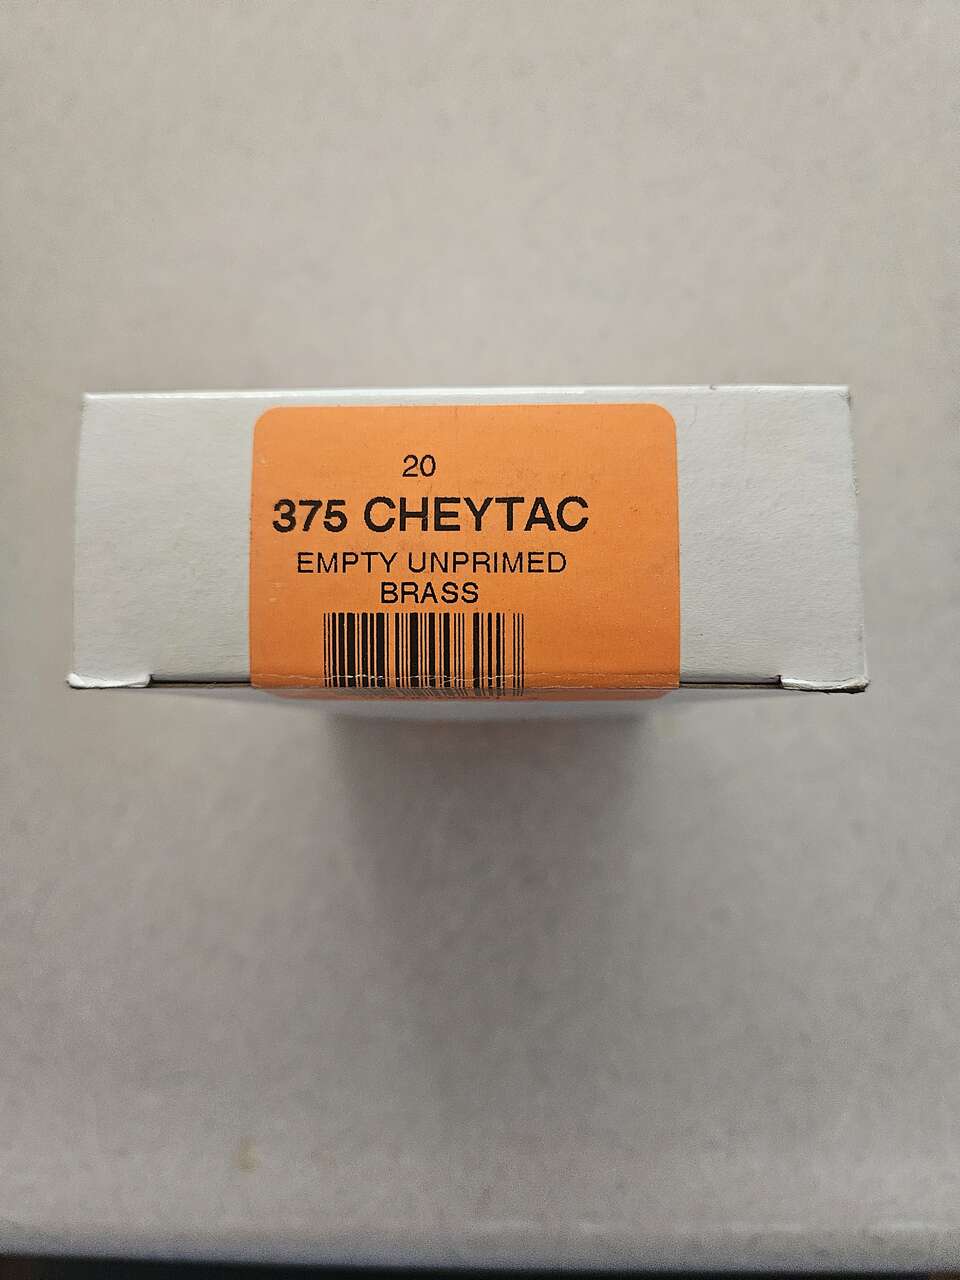 20
375 CHEYTAC
EMPTY UNPRIMED
BRASS